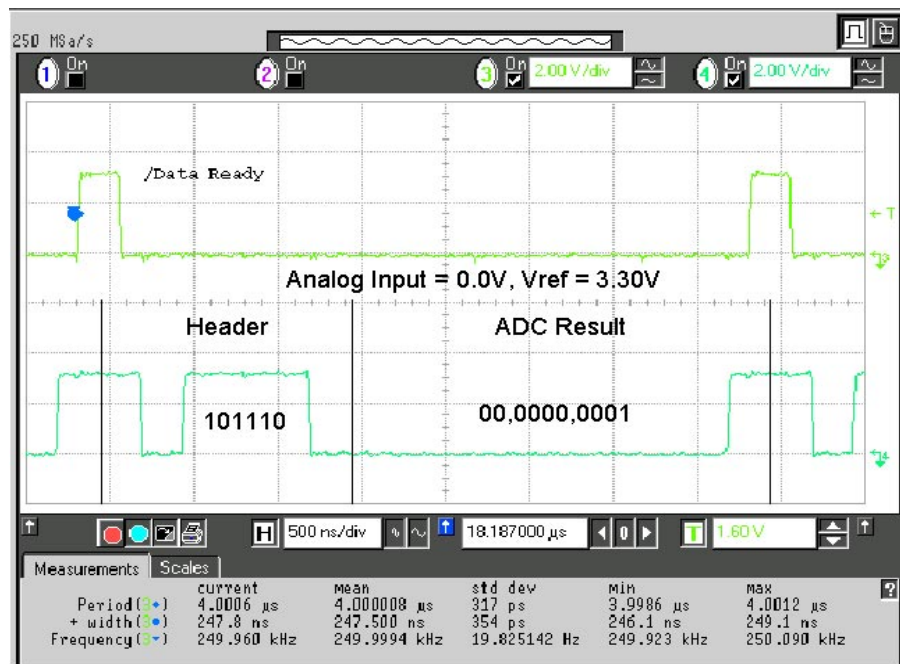 250 MSa/s
1 On 2 On 3 On 2.00 V/div 4 On 2.00 V/div
/Data Ready
T
3
Analog Input = 0.0V, Vref = 3.30V
Header ADC Result
101110 00,0000,0001
4
H 500 ns/div 18.187000 µs 0 T 1.60 V
Measurements Scales
current mean std dev min max
Period(3) 4.0006 µs 4.000008 µs 317 ps 3.9986 µs 4.0012 µs
+ width(3) 247.8 ns 247.500 ns 354 ps 246.1 ns 249.1 ns
Frequency(3) 249.960 kHz 249.9994 kHz 19.825142 Hz 249.923 kHz 250.090 kHz
?